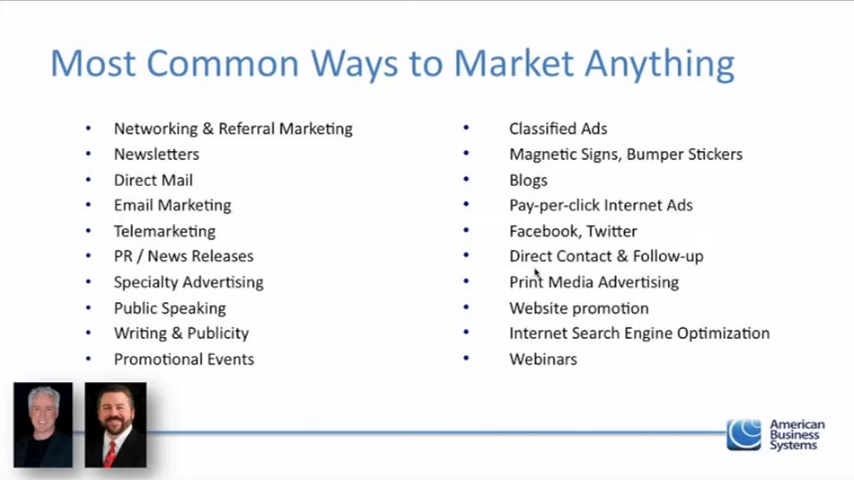 Most Common Ways to Market Anything
Networking & Referral Marketing
Newsletters
Direct Mail
Email Marketing
Telemarketing
PR / News Releases
Specialty Advertising
Public Speaking
Writing & Publicity
Promotional Events
Classified Ads
Magnetic Signs, Bumper Stickers
Blogs
Pay-per-click Internet Ads
Facebook, Twitter
Direct Contact & Follow-up
Print Media Advertising
Website promotion
Internet Search Engine Optimization
Webinars
American
Business
Systems